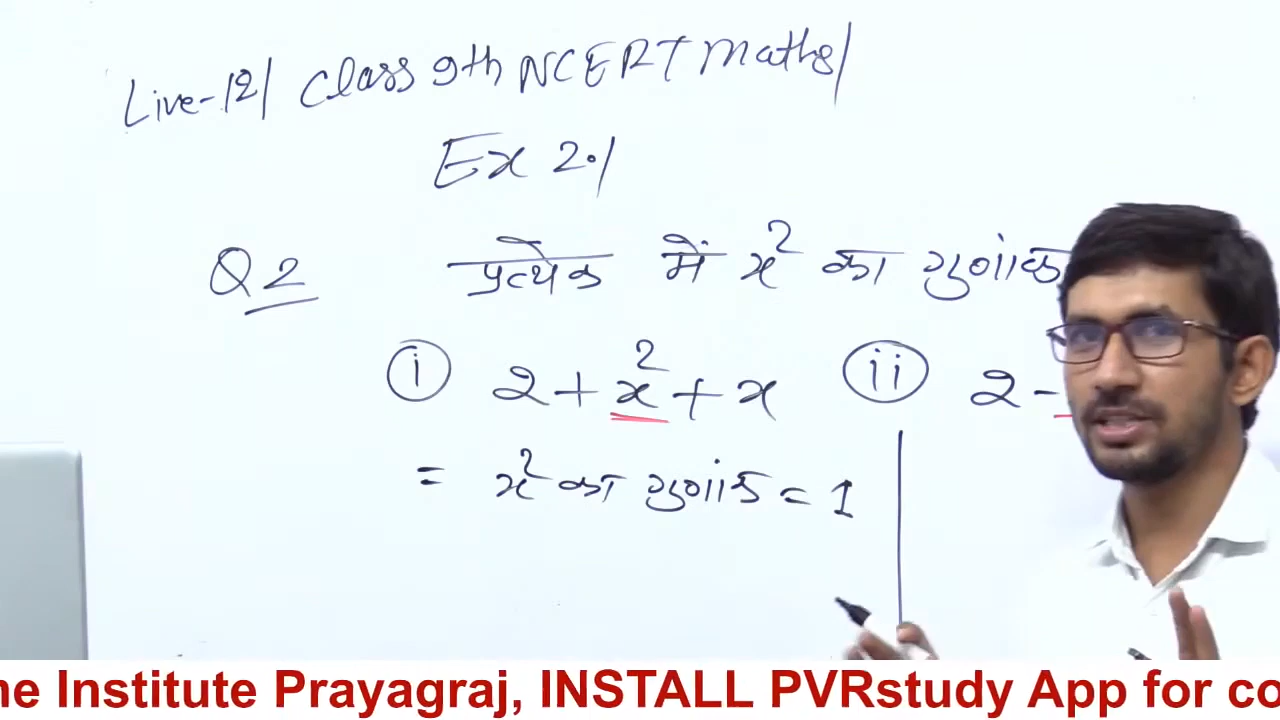 Live-12/ Class 9th NCERT Maths/
Ex 2.1
Q2 प्रत्येक में x² का गुणांक
(i) 2 + x² + x (ii) 2 -
= x² का गुणांक = 1
ne Institute Prayagraj, INSTALL PVRstudy App for co